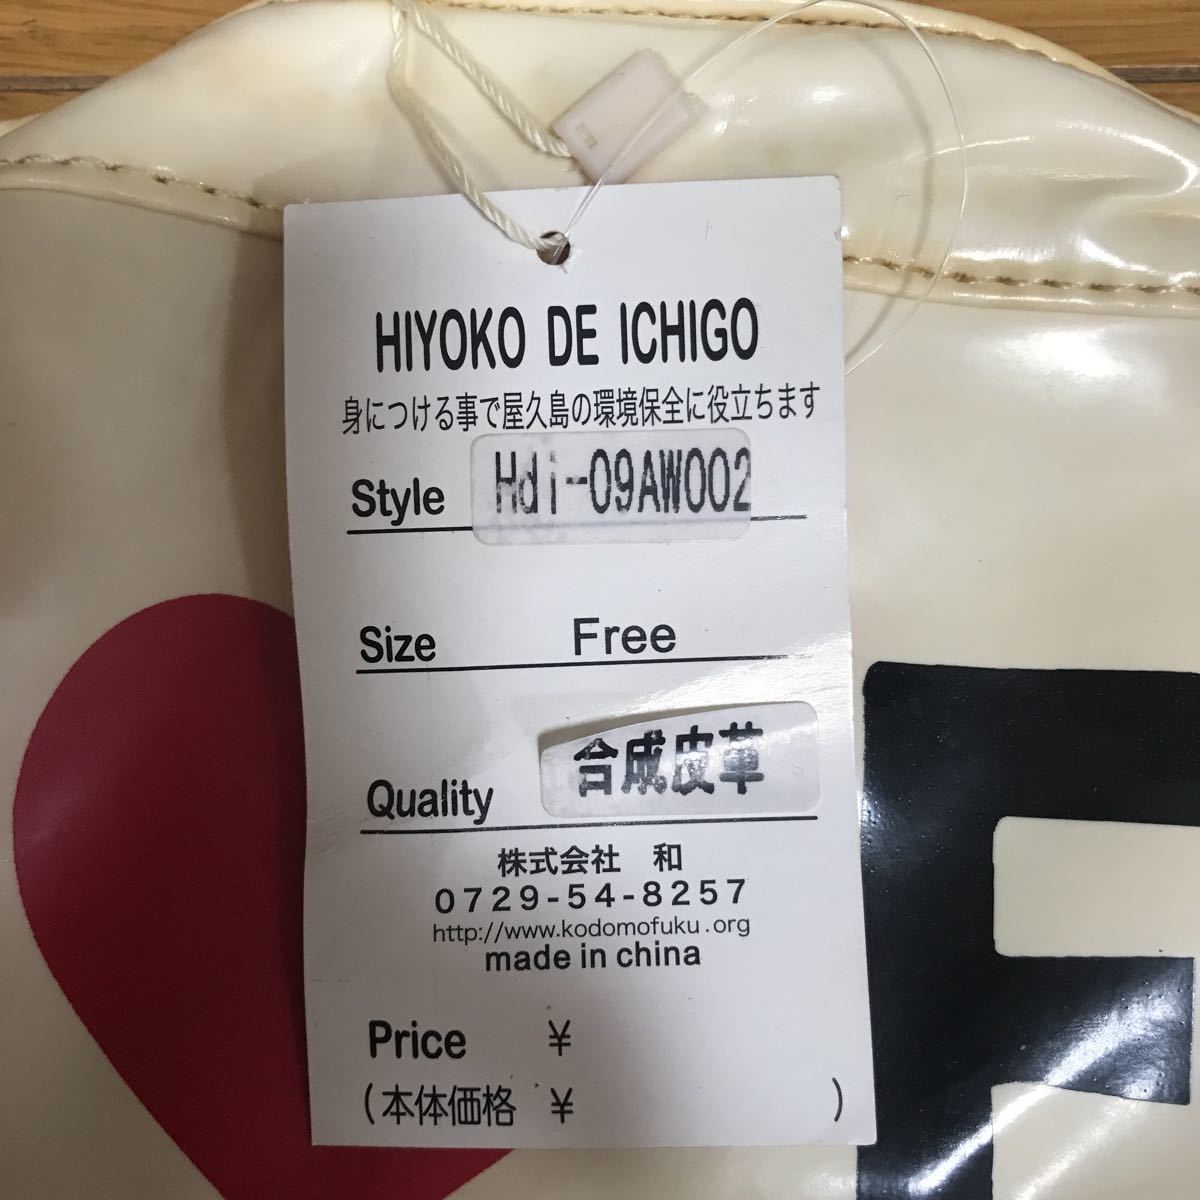 HIYOKO DE ICHIGO
身につける事で屋久島の環境保全に役立ちます
Style Hdi-09AW002
Size Free
Quality 合成皮革
株式会社　和
0729-54-8257
http://www.kodomofuku.org
made in china
Price ¥
(本体価格 ¥ )
F